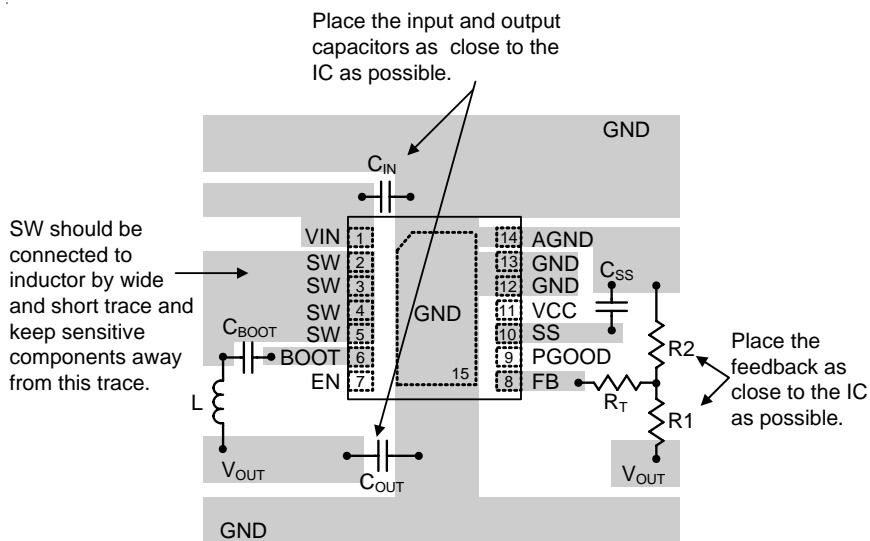 Place the input and output
capacitors as close to the
IC as possible.
GND
CIN
SW should be
connected to
inductor by wide
and short trace and
keep sensitive
components away
from this trace.
VIN 1
SW 2
SW 3
SW 4
SW 5
BOOT 6
EN 7
GND
15
14 AGND
13 GND
12 GND
11 VCC
10 SS
9 PGOOD
8 FB
CSS
CBOOT
L
RT
R2
R1
Place the
feedback as
close to the IC
as possible.
VOUT
COUT
VOUT
GND